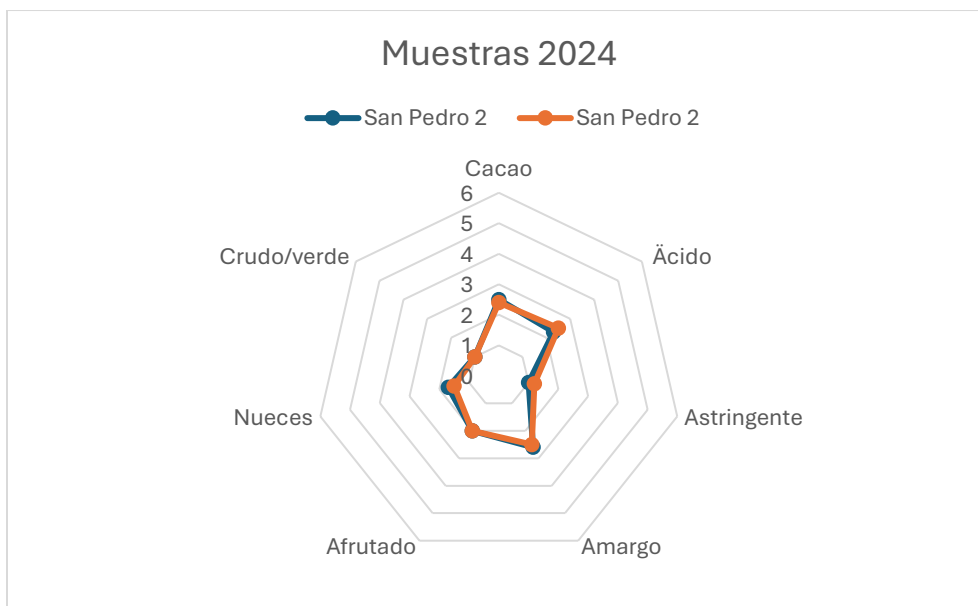 Muestras 2024
San Pedro 2 San Pedro 2
Cacao
6
5
Crudo/verde Äcido
4
3
2
1
0
Nueces Astringente
Afrutado Amargo